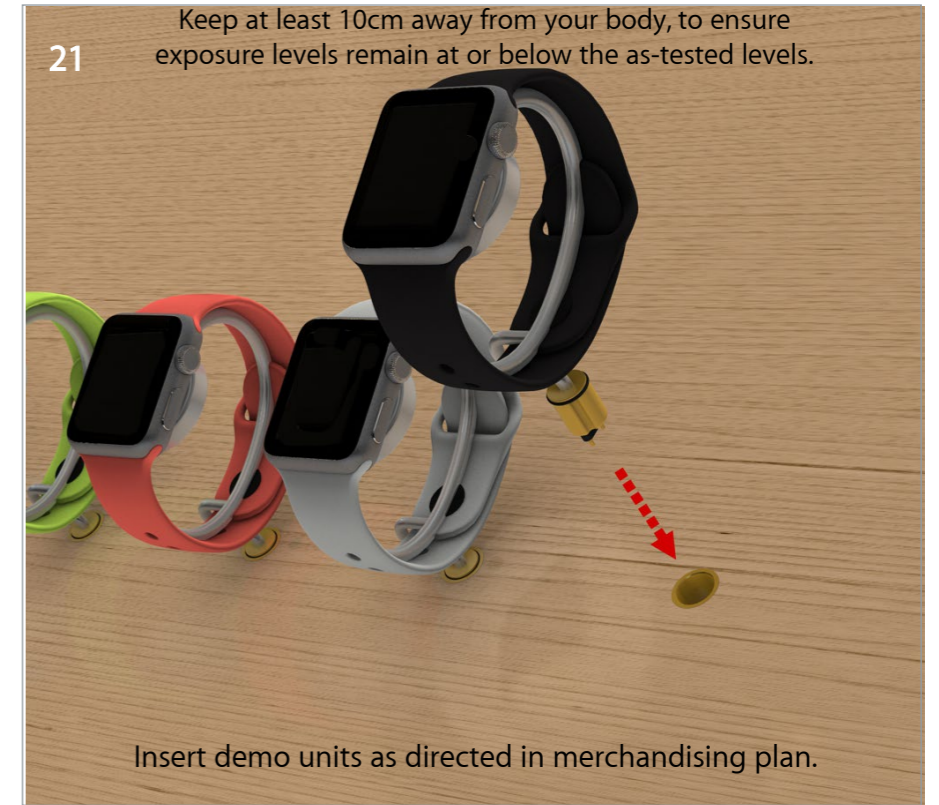 Keep at least 10cm away from your body, to ensure
21
exposure levels remain at or below the as-tested levels.
Insert demo units as directed in merchandising plan.